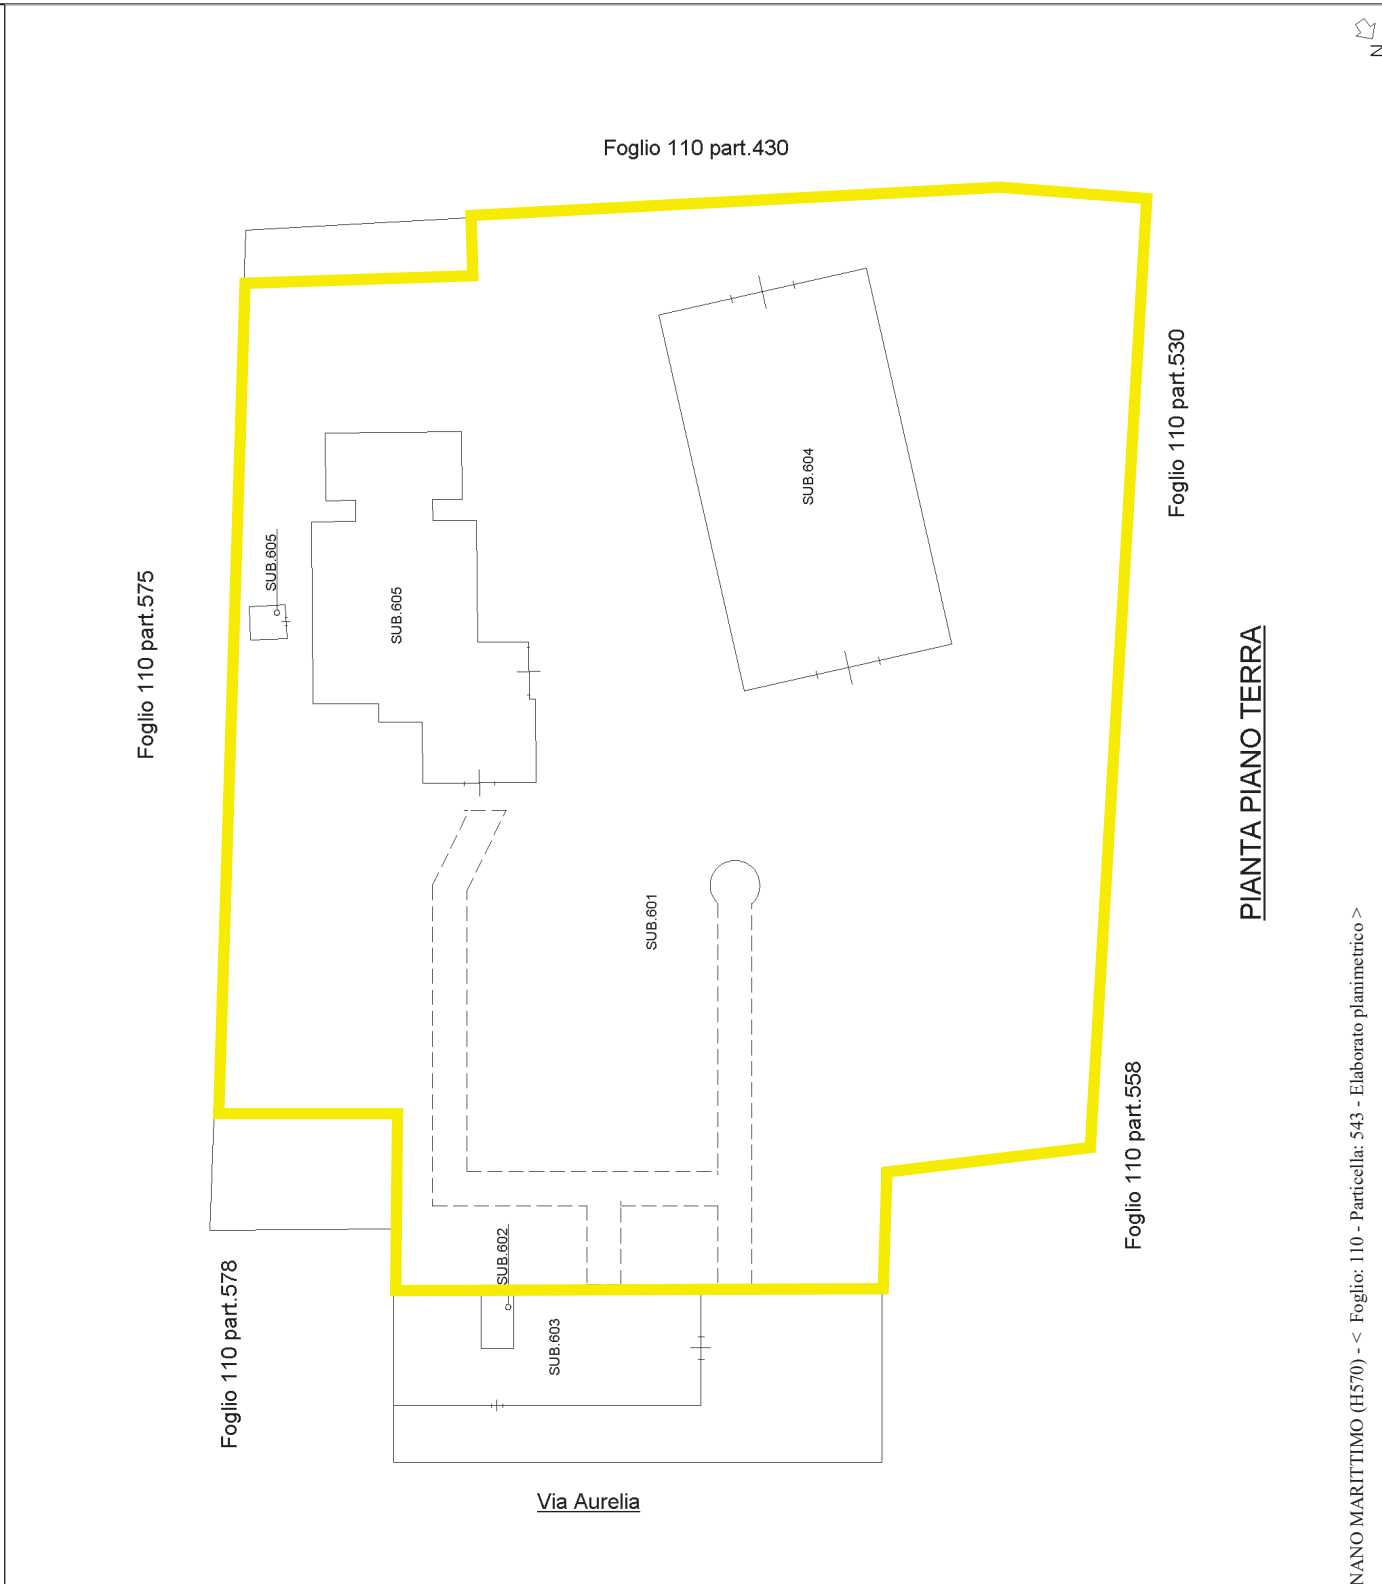 N
Foglio 110 part.430
Foglio 110 part.530
SUB.604
SUB.605
SUB.605
Foglio 110 part.575
PIANTA PIANO TERRA
SUB.601
Foglio 110 part.558
SUB.602
Foglio 110 part.578
SUB.603
Via Aurelia
NANO MARITTIMO (H570) - < Foglio: 110 - Particella: 543 - Elaborato planimetrico >